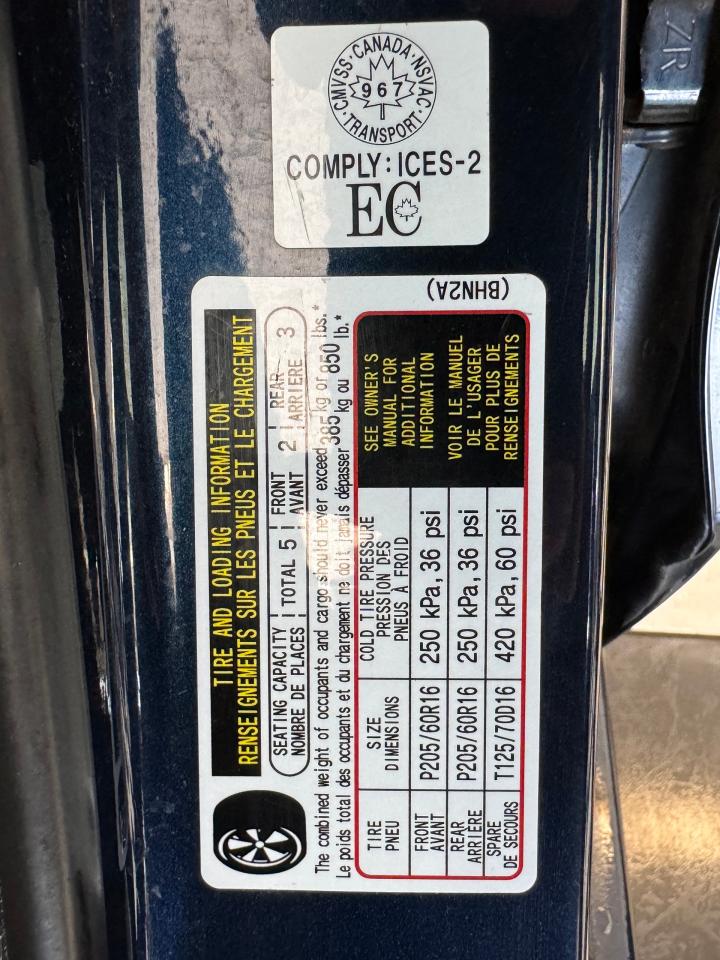 CMVSS·CANADA·NSVAC
967
·TRANSPORT·
COMPLY:ICES-2
EC
(BHN2A)
TIRE AND LOADING INFORMATION
RENSEIGNEMENTS SUR LES PNEUS ET LE CHARGEMENT
SEATING CAPACITY TOTAL 5 FRONT 2 REAR 3
NOMBRE DE PLACES AVANT ARRIERE
The combined weight of occupants and cargo should never exceed 385 kg or 850 lbs.*
Le poids total des occupants et du chargement ne doit jamais dépasser 385 kg ou 850 lb.*
TIRE SIZE COLD TIRE PRESSURE
PNEU DIMENSIONS PRESSION DES
PNEUS À FROID
FRONT P205/60R16 250 kPa, 36 psi
AVANT
REAR P205/60R16 250 kPa, 36 psi
ARRIERE
SPARE T125/70D16 420 kPa, 60 psi
DE SECOURS
SEE OWNER'S
MANUAL FOR
ADDITIONAL
INFORMATION
VOIR LE MANUEL
DE L'USAGER
POUR PLUS DE
RENSEIGNEMENTS
ZR